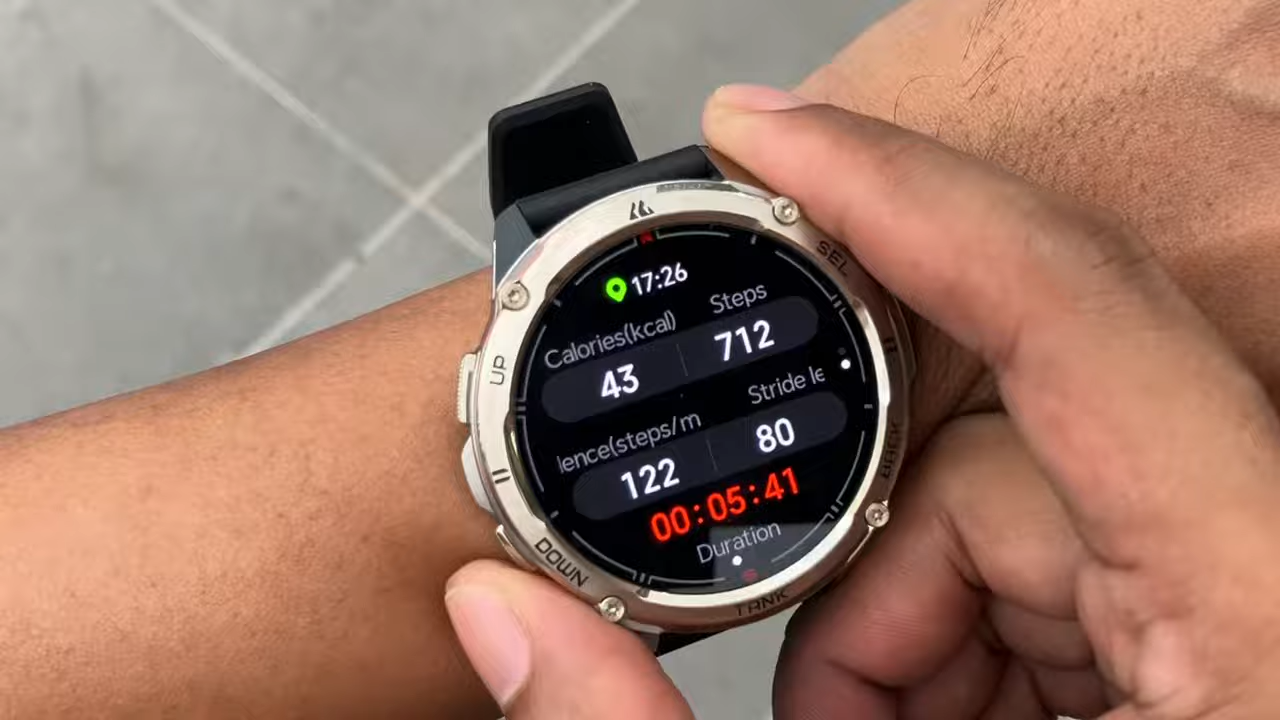 17:26
Calories(kcal) Steps
43 712
lence(steps/m Stride le
122 80
00:05:41
Duration
SEL
UP
DOWN
TANK